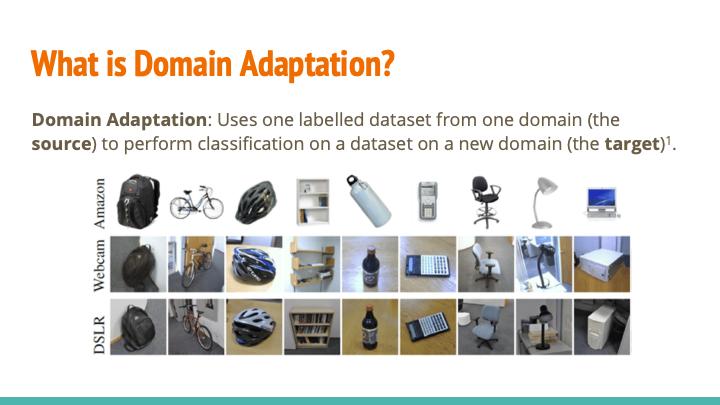 What is Domain Adaptation?
Domain Adaptation: Uses one labelled dataset from one domain (the
source) to perform classification on a dataset on a new domain (the target)¹.
Amazon
Webcam
DSLR